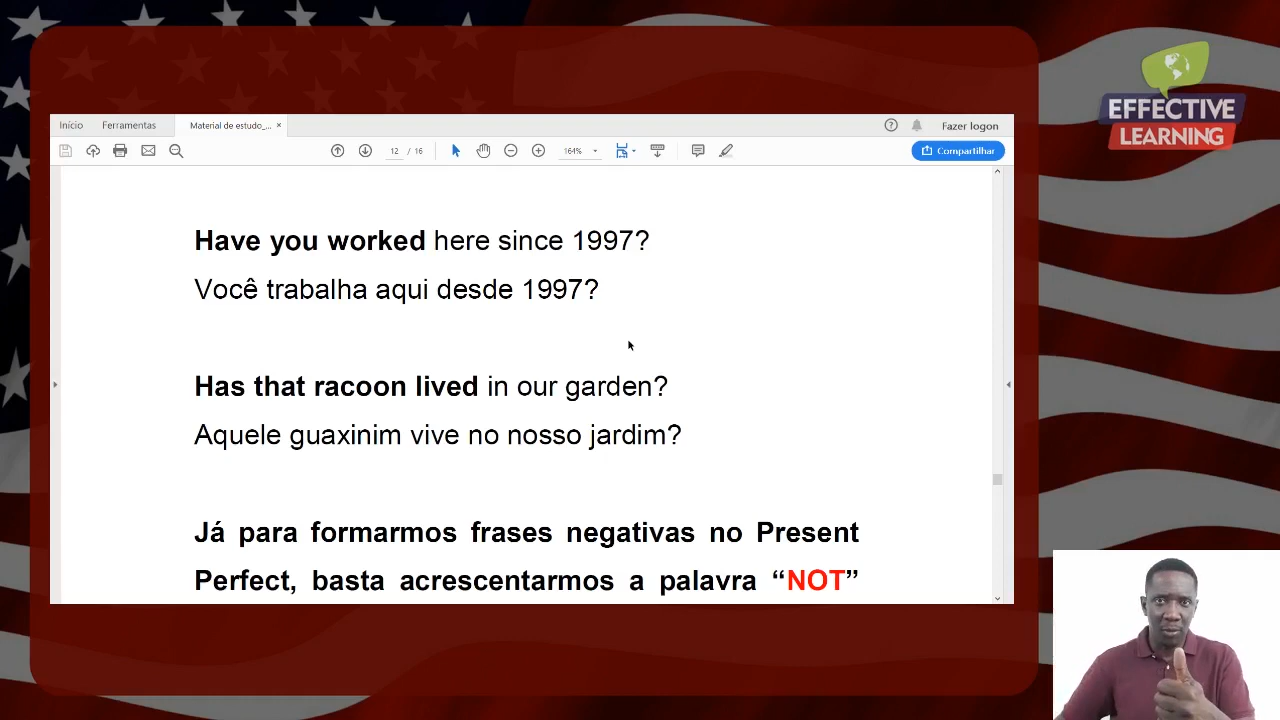 EFFECTIVE
LEARNING
Início Ferramentas Material de estudo_... × Fazer logon
12 / 16 164% Compartilhar
Have you worked here since 1997?
Você trabalha aqui desde 1997?
Has that racoon lived in our garden?
Aquele guaxinim vive no nosso jardim?
Já para formarmos frases negativas no Present
Perfect, basta acrescentarmos a palavra “NOT”